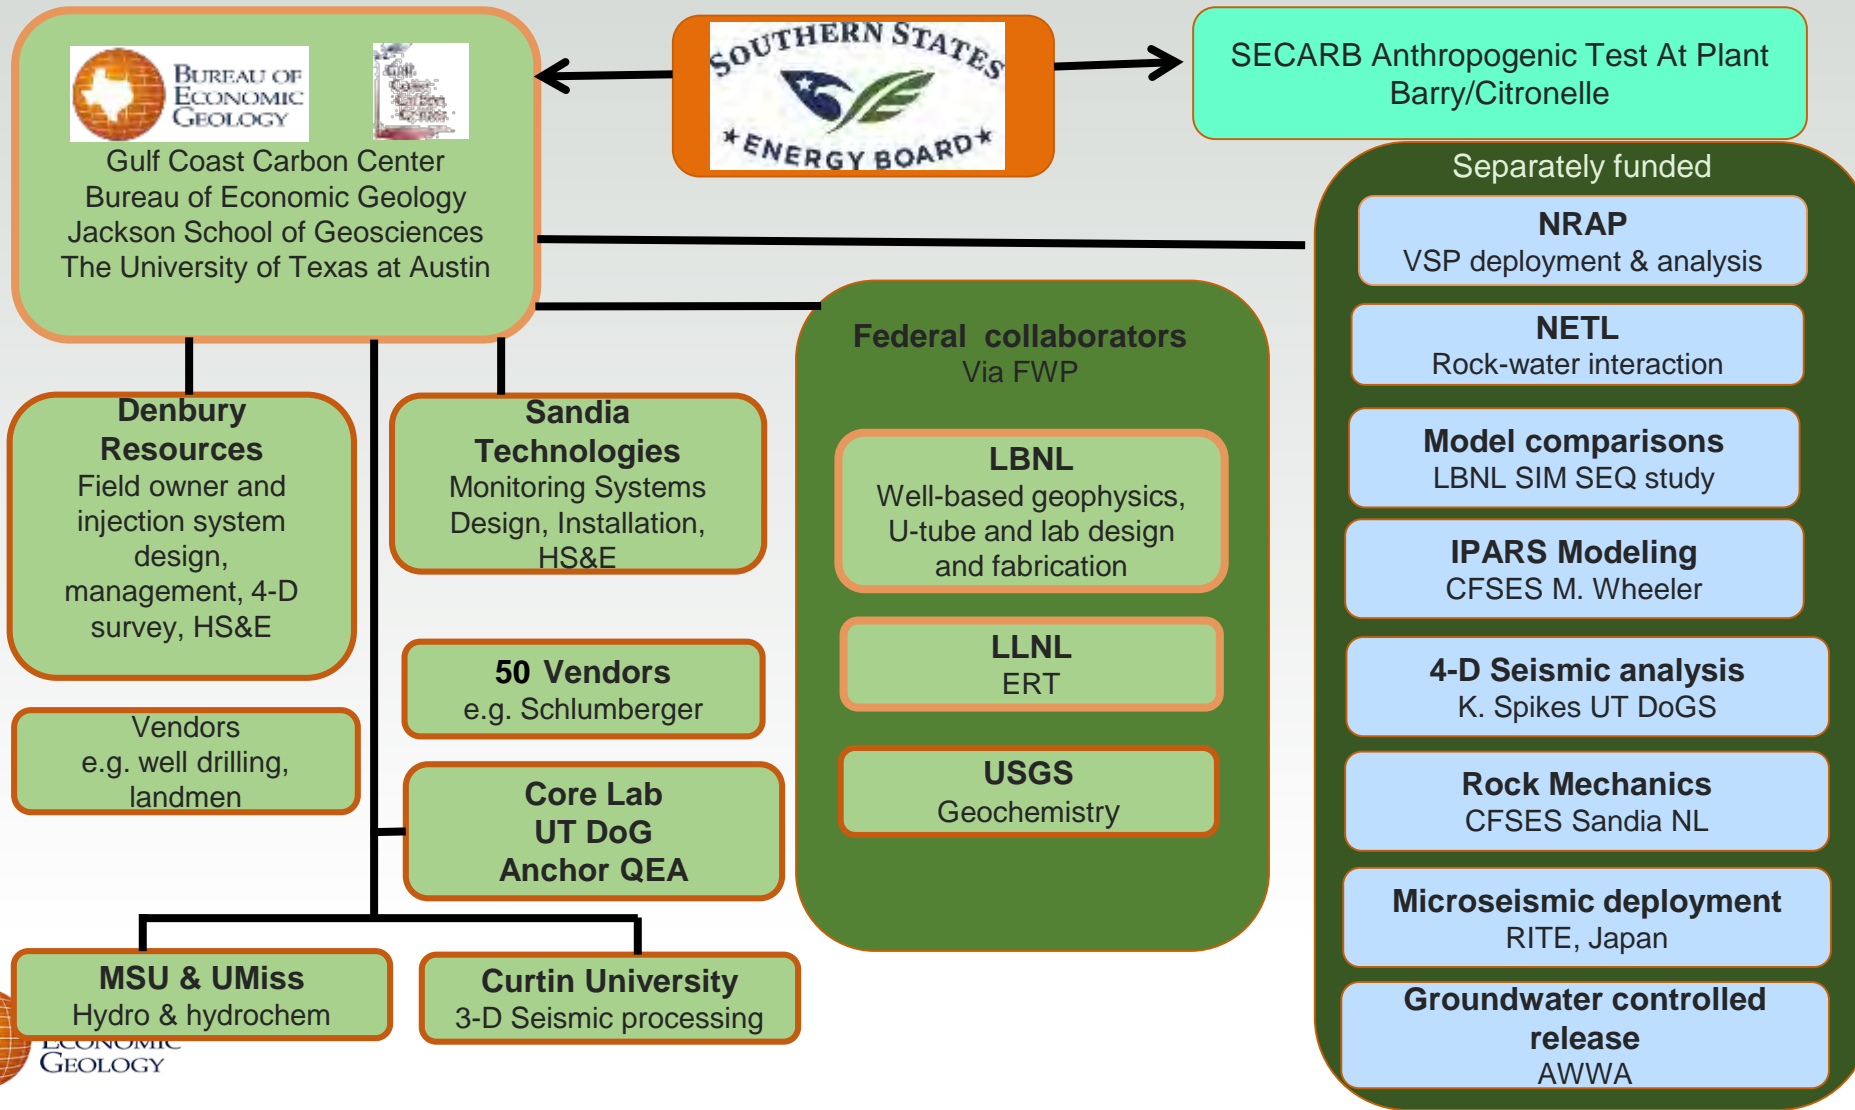 BUREAU OF
ECONOMIC
GEOLOGY
Gulf
Coast
Carbon
Center
Gulf Coast Carbon Center
Bureau of Economic Geology
Jackson School of Geosciences
The University of Texas at Austin
SOUTHERN STATES
ENERGY BOARD
SECARB Anthropogenic Test At Plant
Barry/Citronelle
Denbury
Resources
Field owner and
injection system
design,
management, 4-D
survey, HS&E
Vendors
e.g. well drilling,
landmen
Sandia
Technologies
Monitoring Systems
Design, Installation,
HS&E
50 Vendors
e.g. Schlumberger
Core Lab
UT DoG
Anchor QEA
MSU & UMiss
Hydro & hydrochem
Curtin University
3-D Seismic processing
Federal collaborators
Via FWP
LBNL
Well-based geophysics,
U-tube and lab design
and fabrication
LLNL
ERT
USGS
Geochemistry
Separately funded
NRAP
VSP deployment & analysis
NETL
Rock-water interaction
Model comparisons
LBNL SIM SEQ study
IPARS Modeling
CFSES M. Wheeler
4-D Seismic analysis
K. Spikes UT DoGS
Rock Mechanics
CFSES Sandia NL
Microseismic deployment
RITE, Japan
Groundwater controlled
release
AWWA
ECONOMIC
GEOLOGY